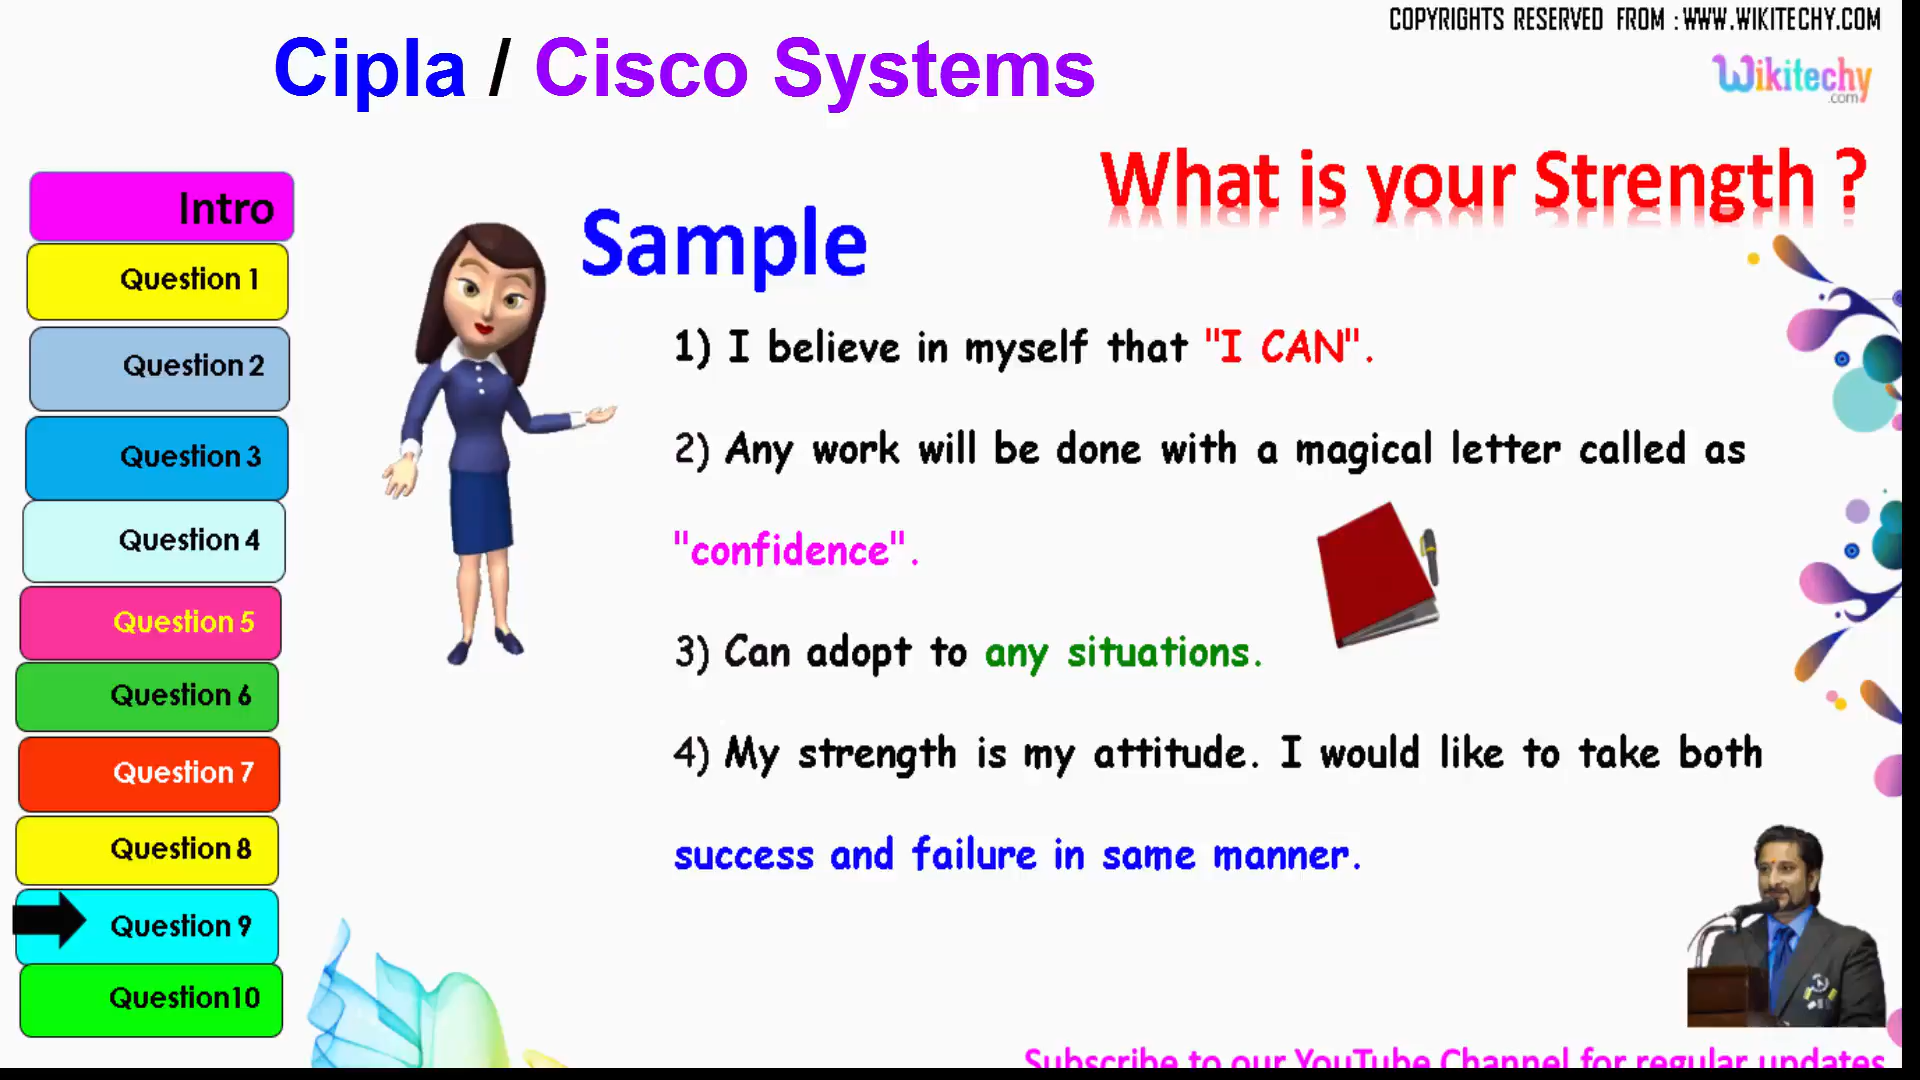 COPYRIGHTS RESERVED FROM : WWW.WIKITECHY.COM
Cipla / Cisco Systems
Wikitechy
.com
What is your Strength ?
Sample
Intro
Question 1
Question 2
Question 3
Question 4
Question 5
Question 6
Question 7
Question 8
Question 9
Question10
1) I believe in myself that "I CAN".
2) Any work will be done with a magical letter called as
"confidence".
3) Can adopt to any situations.
4) My strength is my attitude. I would like to take both
success and failure in same manner.
Subscribe to our YouTube Channel for regular updates